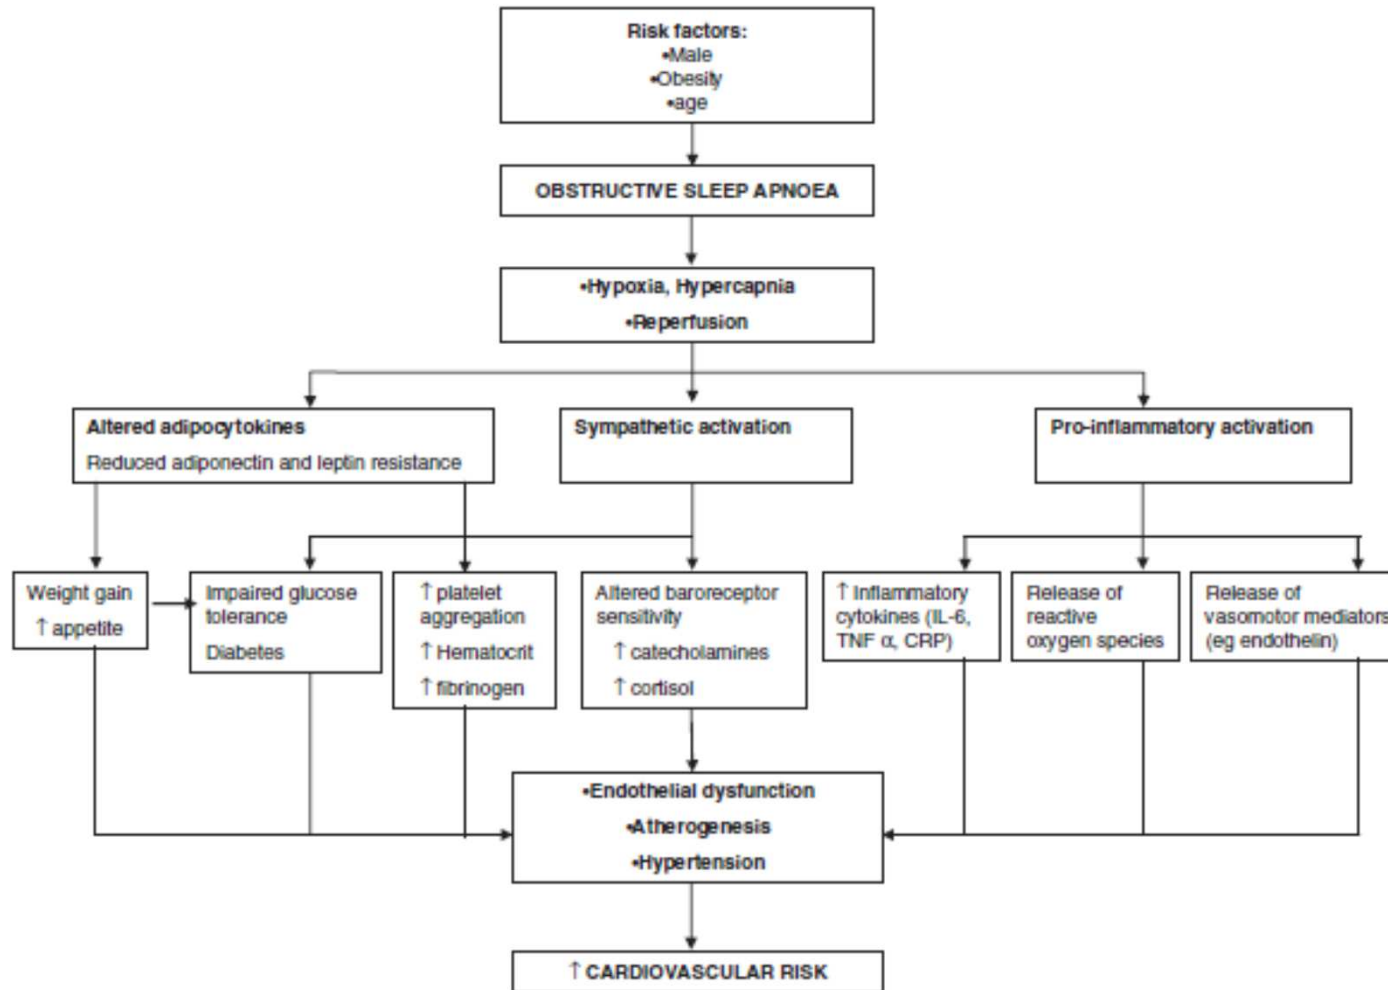 Risk factors:
•Male
•Obesity
•age
OBSTRUCTIVE SLEEP APNOEA
•Hypoxia, Hypercapnia
•Reperfusion
Altered adipocytokines
Reduced adiponectin and leptin resistance
Sympathetic activation
Pro-inflammatory activation
Weight gain
↑ appetite
Impaired glucose
tolerance
Diabetes
↑ platelet
aggregation
↑ Hematocrit
↑ fibrinogen
Altered baroreceptor
sensitivity
↑ catecholamines
↑ cortisol
↑ Inflammatory
cytokines (IL-6,
TNF α, CRP)
Release of
reactive
oxygen species
Release of
vasomotor mediators
(eg endothelin)
•Endothelial dysfunction
•Atherogenesis
•Hypertension
↑ CARDIOVASCULAR RISK